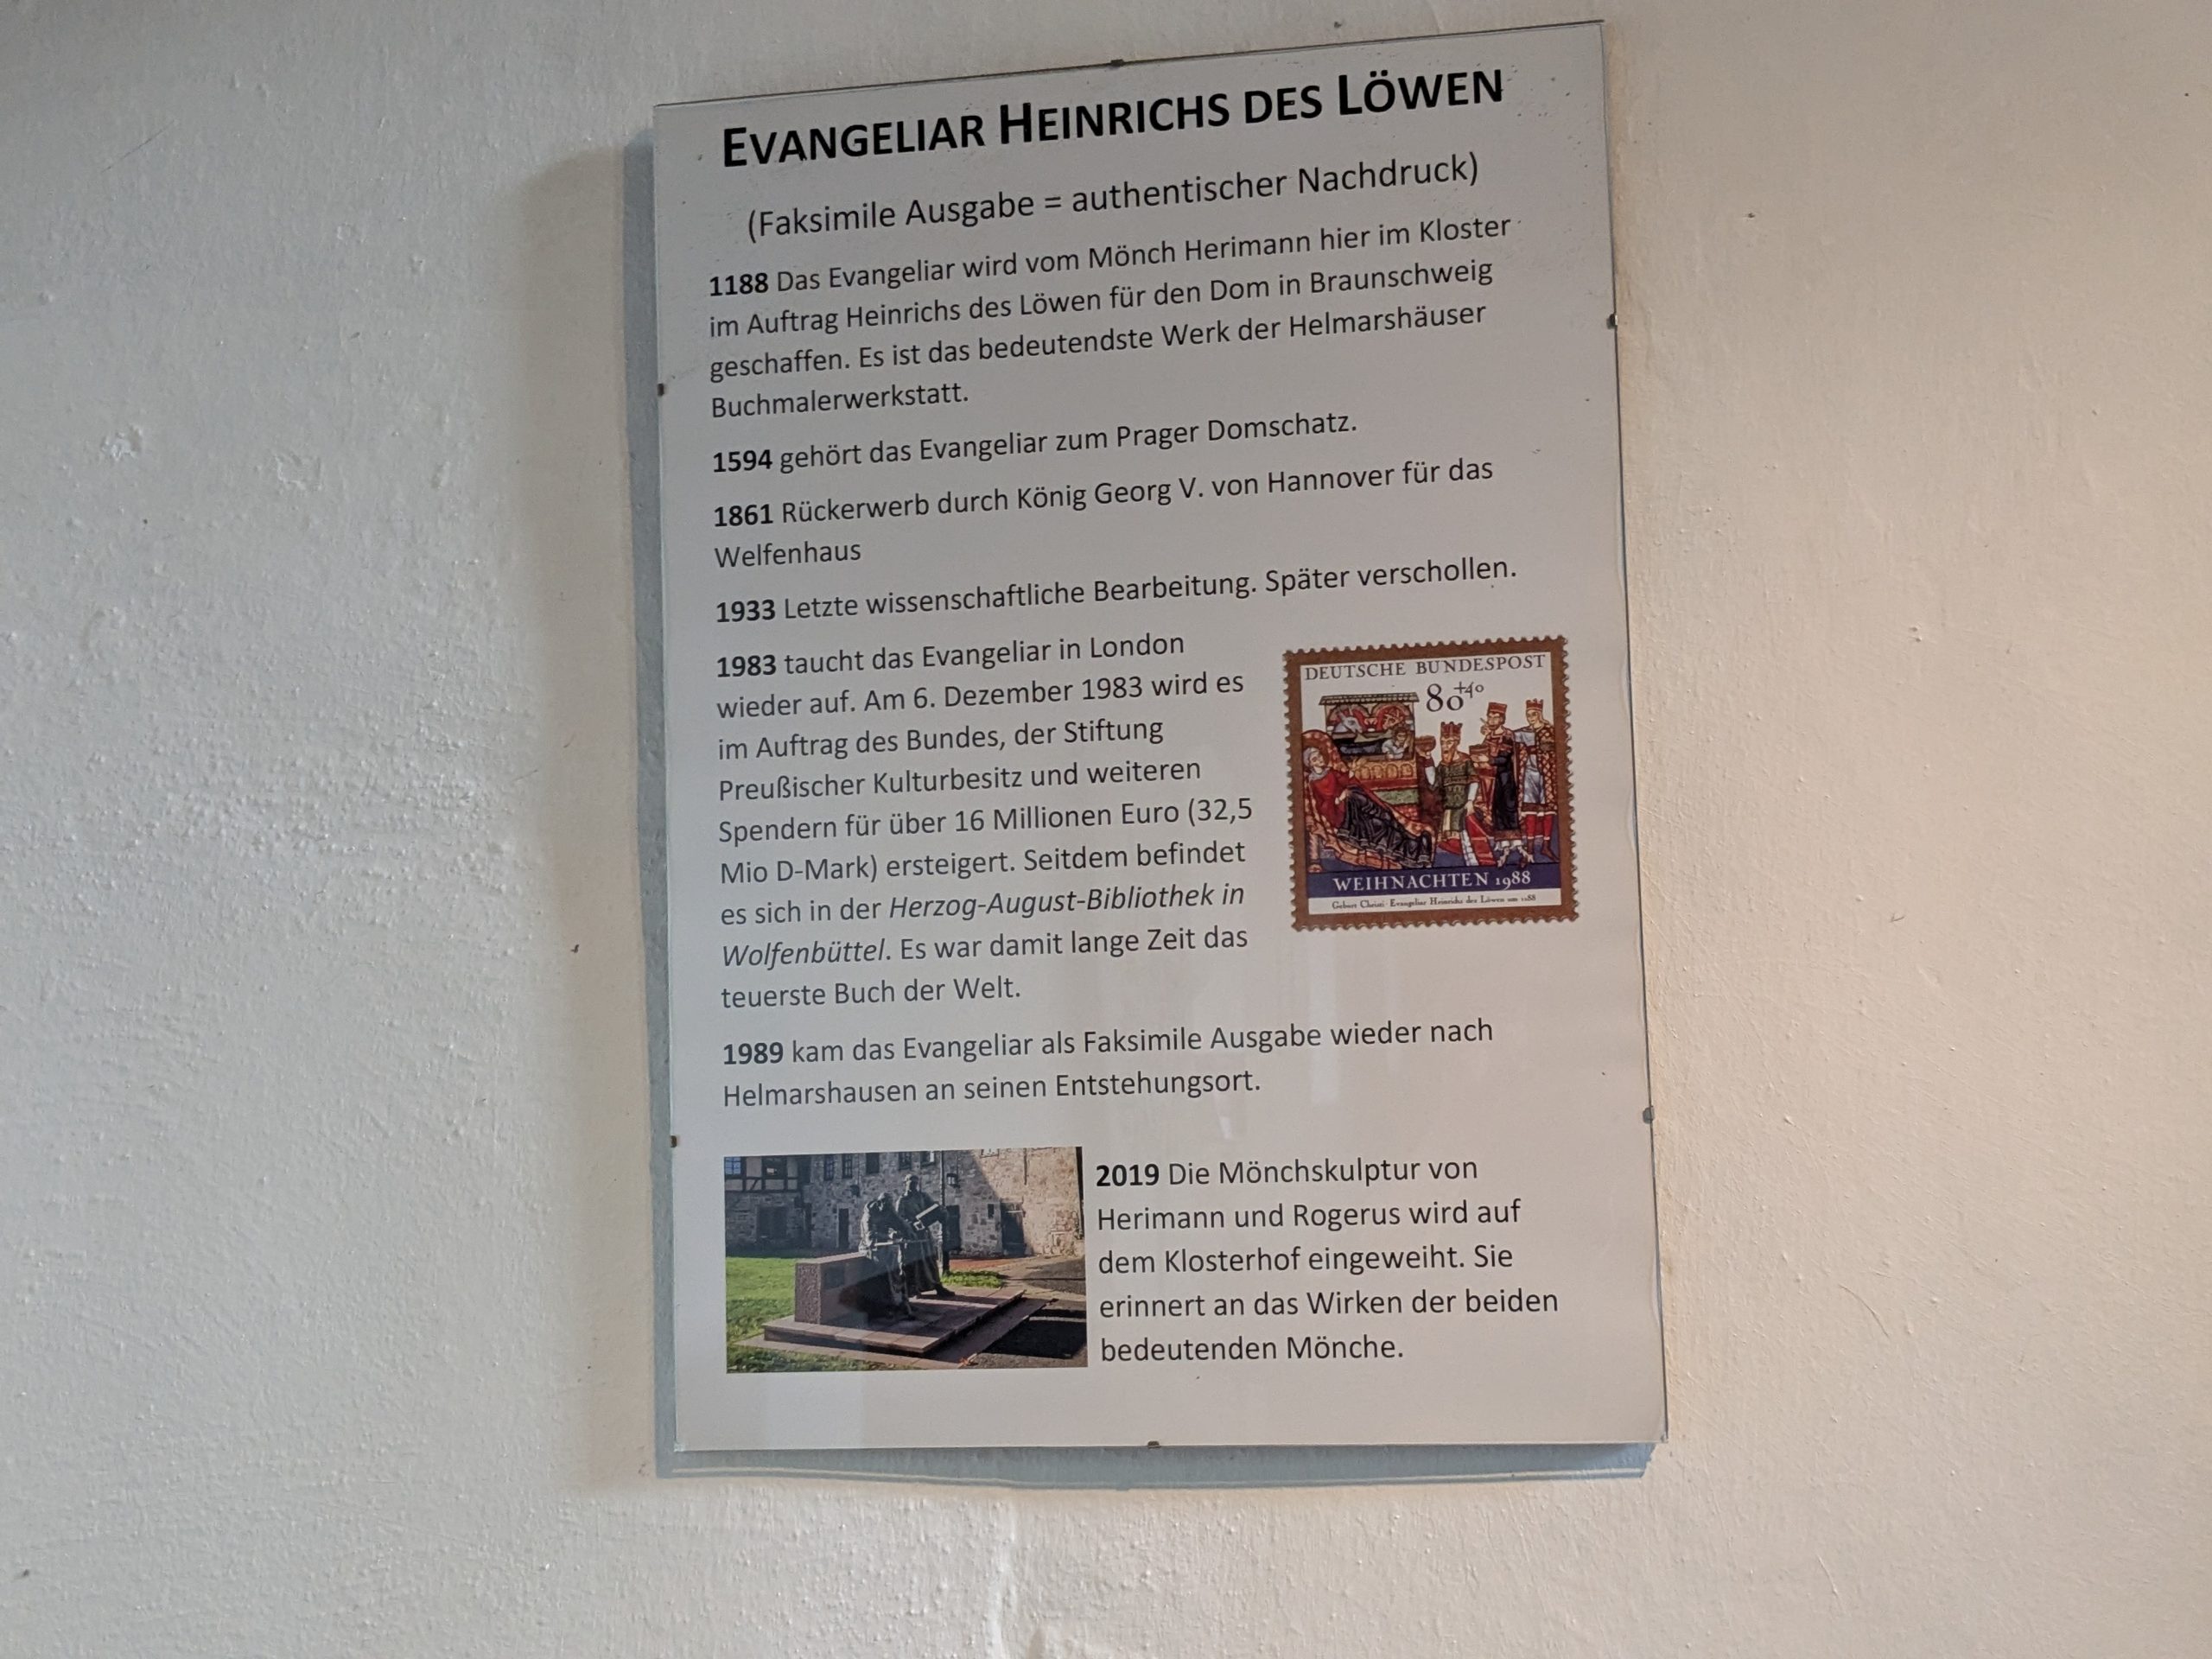 EVANGELIAR HEINRICHS DES LÖWEN
(Faksimile Ausgabe = authentischer Nachdruck)
1188 Das Evangeliar wird vom Mönch Herimann hier im Kloster
im Auftrag Heinrichs des Löwen für den Dom in Braunschweig
geschaffen. Es ist das bedeutendste Werk der Helmarshäuser
Buchmalerwerkstatt.
1594 gehört das Evangeliar zum Prager Domschatz.
1861 Rückerwerb durch König Georg V. von Hannover für das
Welfenhaus
1933 Letzte wissenschaftliche Bearbeitung. Später verschollen.
1983 taucht das Evangeliar in London
wieder auf. Am 6. Dezember 1983 wird es
im Auftrag des Bundes, der Stiftung
Preußischer Kulturbesitz und weiteren
Spendern für über 16 Millionen Euro (32,5
Mio D-Mark) ersteigert. Seitdem befindet
es sich in der Herzog-August-Bibliothek in
Wolfenbüttel. Es war damit lange Zeit das
teuerste Buch der Welt.
DEUTSCHE BUNDESPOST
80 +40
WEIHNACHTEN 1988
Geburt Christi · Evangeliar Heinrichs des Löwen um 1188
1989 kam das Evangeliar als Faksimile Ausgabe wieder nach
Helmarshausen an seinen Entstehungsort.
2019 Die Mönchskulptur von
Herimann und Rogerus wird auf
dem Klosterhof eingeweiht. Sie
erinnert an das Wirken der beiden
bedeutenden Mönche.